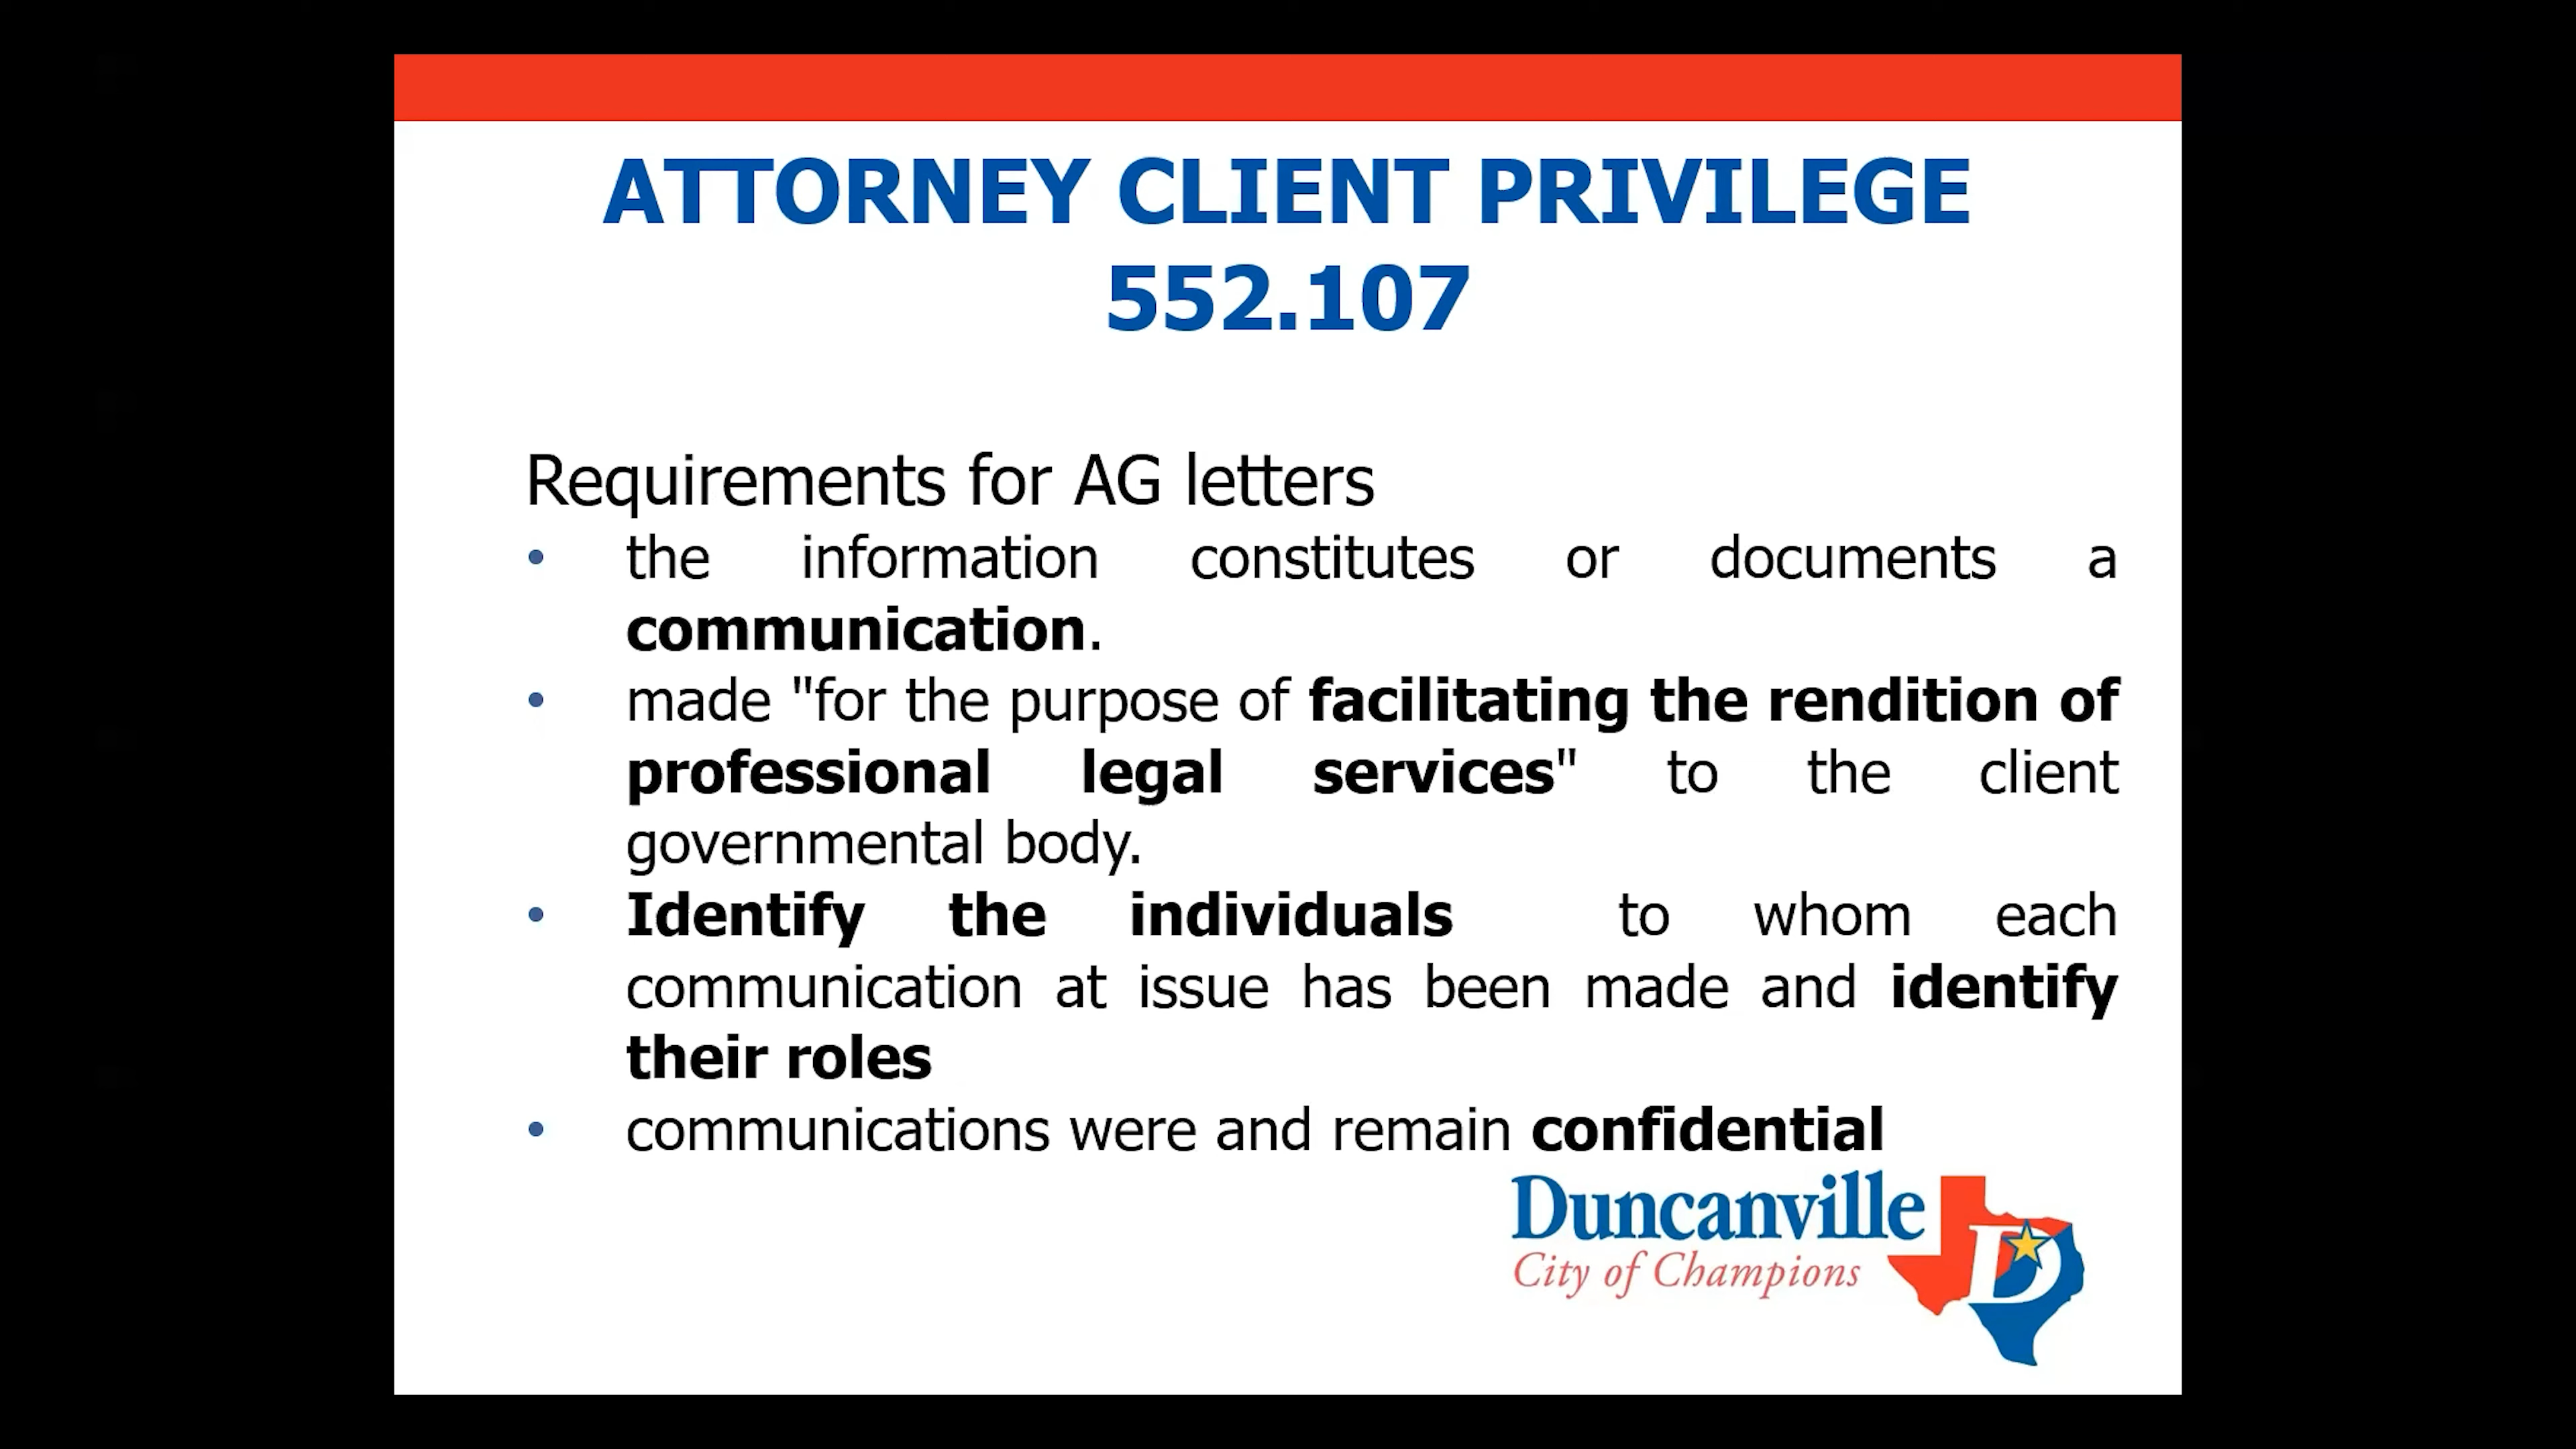 ATTORNEY CLIENT PRIVILEGE
552.107
Requirements for AG letters
• the information constitutes or documents a
communication.
• made "for the purpose of facilitating the rendition of
professional legal services" to the client
governmental body.
• Identify the individuals to whom each
communication at issue has been made and identify
their roles
• communications were and remain confidential
Duncanville
City of Champions
D